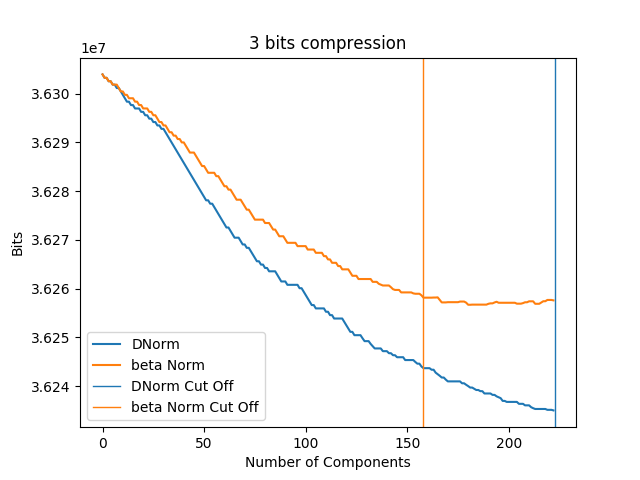 3 bits compression
1e7
3.630
3.629
3.628
3.627
3.626
3.625
3.624
Bits
DNorm
beta Norm
DNorm Cut Off
beta Norm Cut Off
0 50 100 150 200
Number of Components